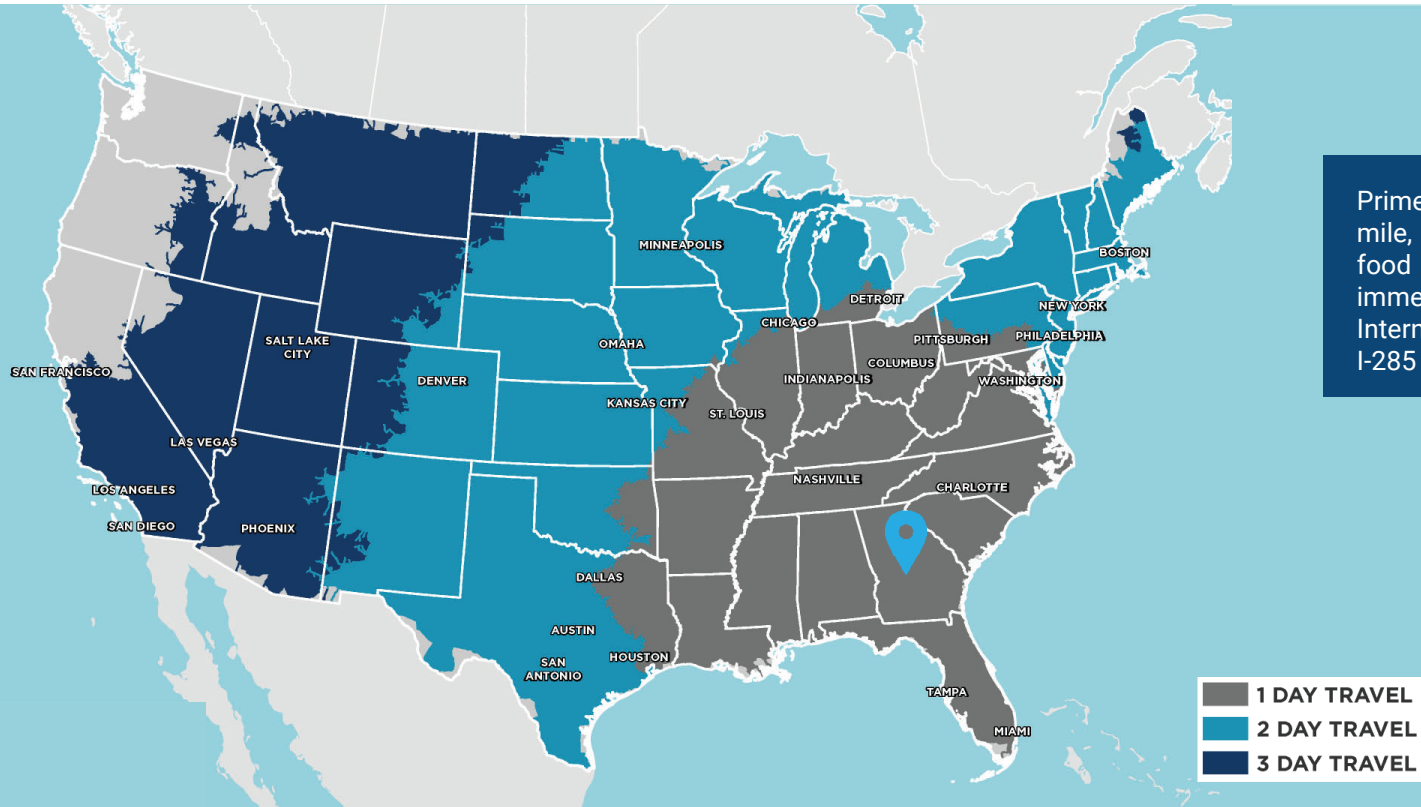 MINNEAPOLIS
BOSTON
DETROIT
NEW YORK
CHICAGO
SALT LAKE
CITY
OMAHA
PITTSBURGH
PHILADELPHIA
COLUMBUS
SAN FRANCISCO
DENVER
INDIANAPOLIS
WASHINGTON
KANSAS CITY
ST. LOUIS
LAS VEGAS
NASHVILLE
CHARLOTTE
LOS ANGELES
SAN DIEGO
PHOENIX
DALLAS
AUSTIN
HOUSTON
SAN
ANTONIO
TAMPA
MIAMI
Prime
mile,
food
imme
Intern
I-285
1 DAY TRAVEL
2 DAY TRAVEL
3 DAY TRAVEL